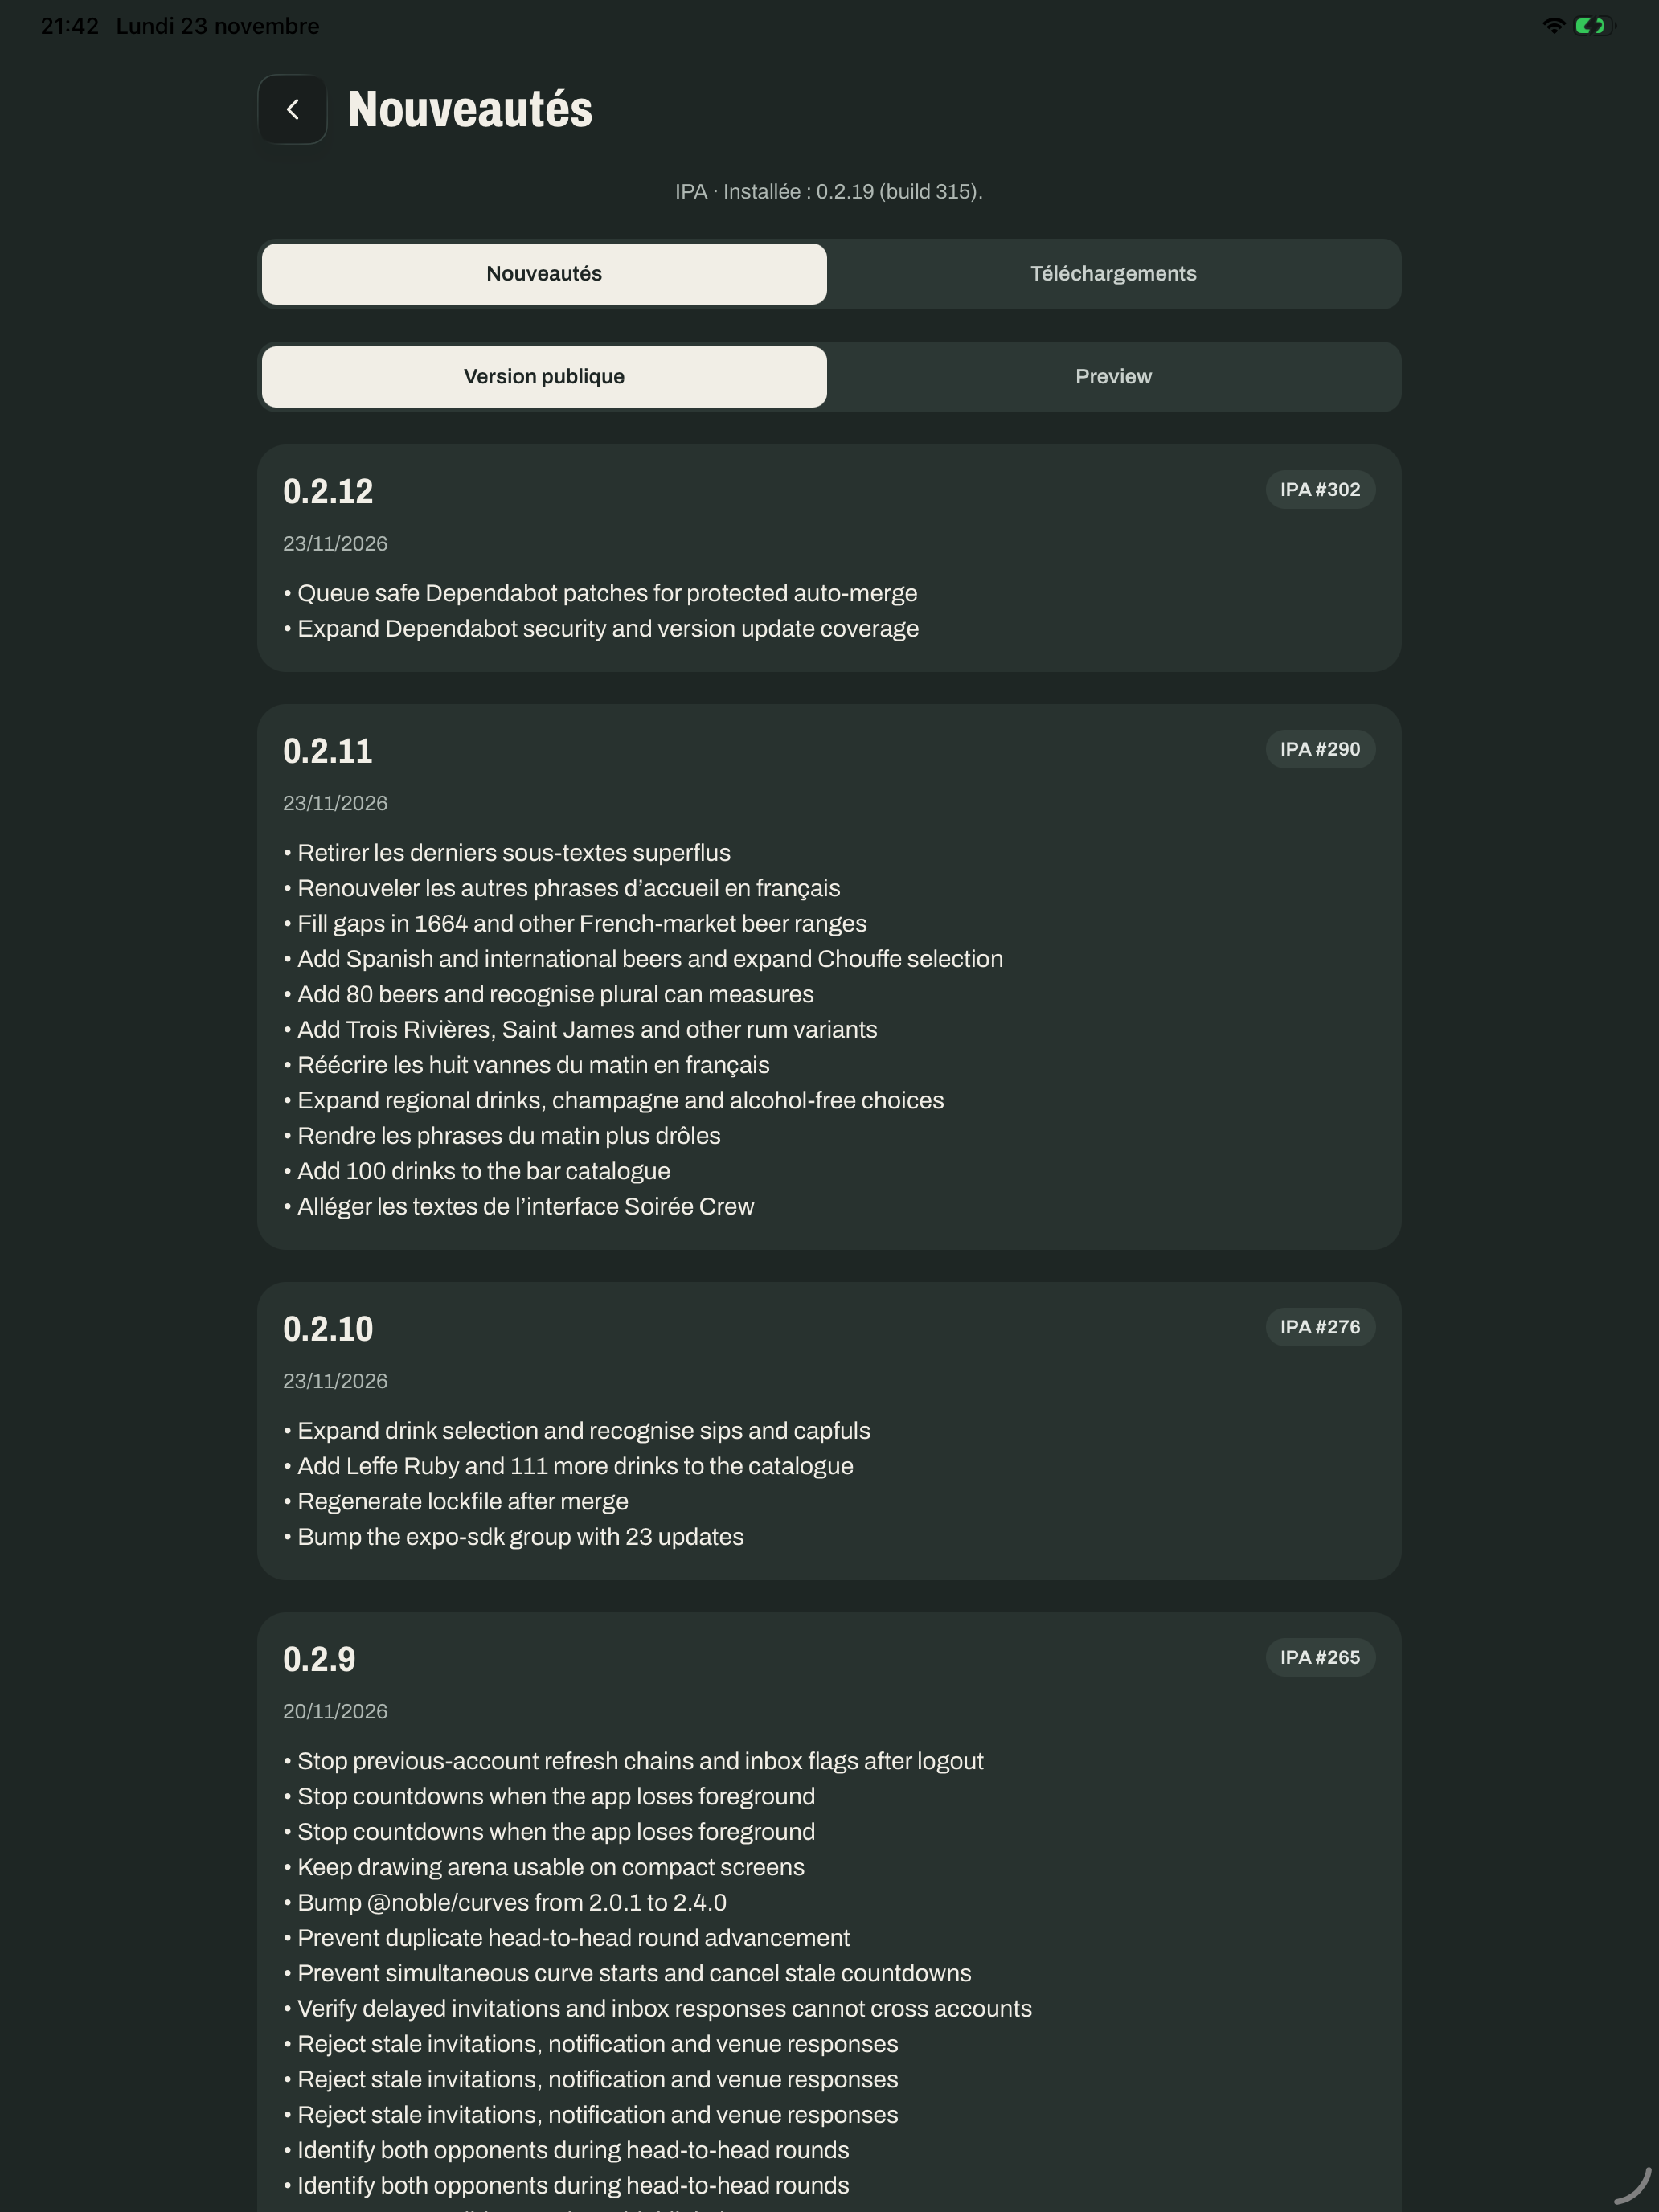 21:42 Lundi 23 novembre
Nouveautés
IPA · Installée : 0.2.19 (build 315).
Nouveautés
Téléchargements
Version publique
Preview
0.2.12
IPA #302
23/11/2026
• Queue safe Dependabot patches for protected auto-merge
• Expand Dependabot security and version update coverage
0.2.11
IPA #290
23/11/2026
• Retirer les derniers sous-textes superflus
• Renouveler les autres phrases d’accueil en français
• Fill gaps in 1664 and other French-market beer ranges
• Add Spanish and international beers and expand Chouffe selection
• Add 80 beers and recognise plural can measures
• Add Trois Rivières, Saint James and other rum variants
• Réécrire les huit vannes du matin en français
• Expand regional drinks, champagne and alcohol-free choices
• Rendre les phrases du matin plus drôles
• Add 100 drinks to the bar catalogue
• Alléger les textes de l’interface Soirée Crew
0.2.10
IPA #276
23/11/2026
• Expand drink selection and recognise sips and capfuls
• Add Leffe Ruby and 111 more drinks to the catalogue
• Regenerate lockfile after merge
• Bump the expo-sdk group with 23 updates
0.2.9
IPA #265
20/11/2026
• Stop previous-account refresh chains and inbox flags after logout
• Stop countdowns when the app loses foreground
• Stop countdowns when the app loses foreground
• Keep drawing arena usable on compact screens
• Bump @noble/curves from 2.0.1 to 2.4.0
• Prevent duplicate head-to-head round advancement
• Prevent simultaneous curve starts and cancel stale countdowns
• Verify delayed invitations and inbox responses cannot cross accounts
• Reject stale invitations, notification and venue responses
• Reject stale invitations, notification and venue responses
• Reject stale invitations, notification and venue responses
• Identify both opponents during head-to-head rounds
• Identify both opponents during head-to-head rounds